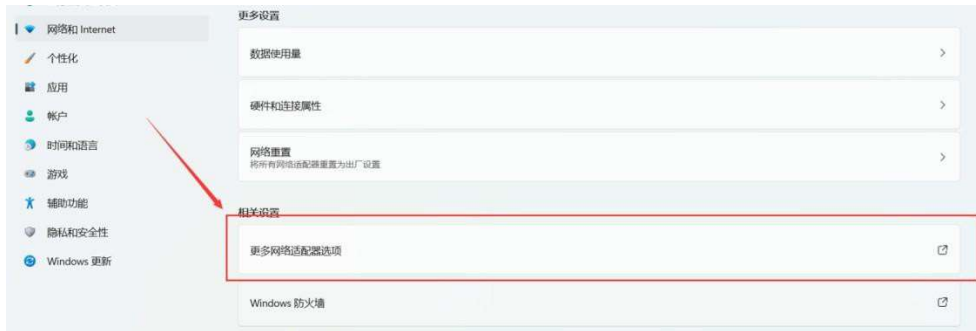 网络和 Internet
个性化
应用
帐户
时间和语言
游戏
辅助功能
隐私和安全性
Windows 更新
更多设置
数据使用量
硬件和连接属性
网络重置
将所有网络适配器重置为出厂设置
相关设置
更多网络适配器选项
Windows 防火墙